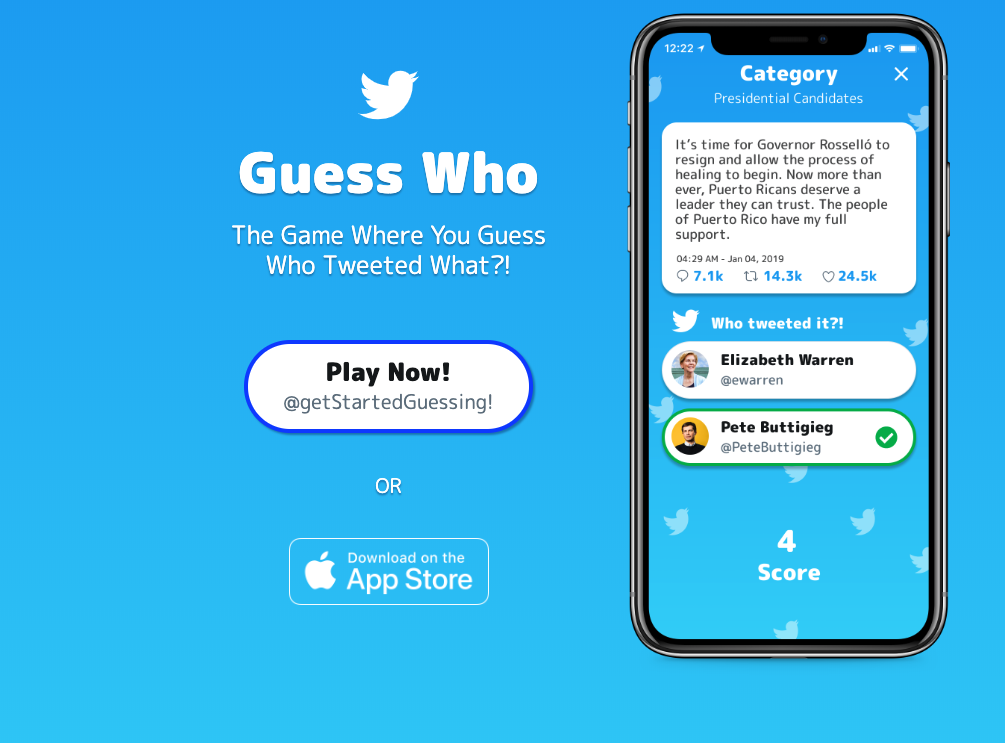 Guess Who
The Game Where You Guess
Who Tweeted What?!
Play Now!
@getStartedGuessing!
OR
Download on the
App Store
12:22
Category
Presidential Candidates
It's time for Governor Rosselló to
resign and allow the process of
healing to begin. Now more than
ever, Puerto Ricans deserve a
leader they can trust. The people
of Puerto Rico have my full
support.
04:29 AM - Jan 04, 2019
7.1k 14.3k 24.5k
Who tweeted it?!
Elizabeth Warren
@ewarren
Pete Buttigieg
@PeteButtigieg
4
Score